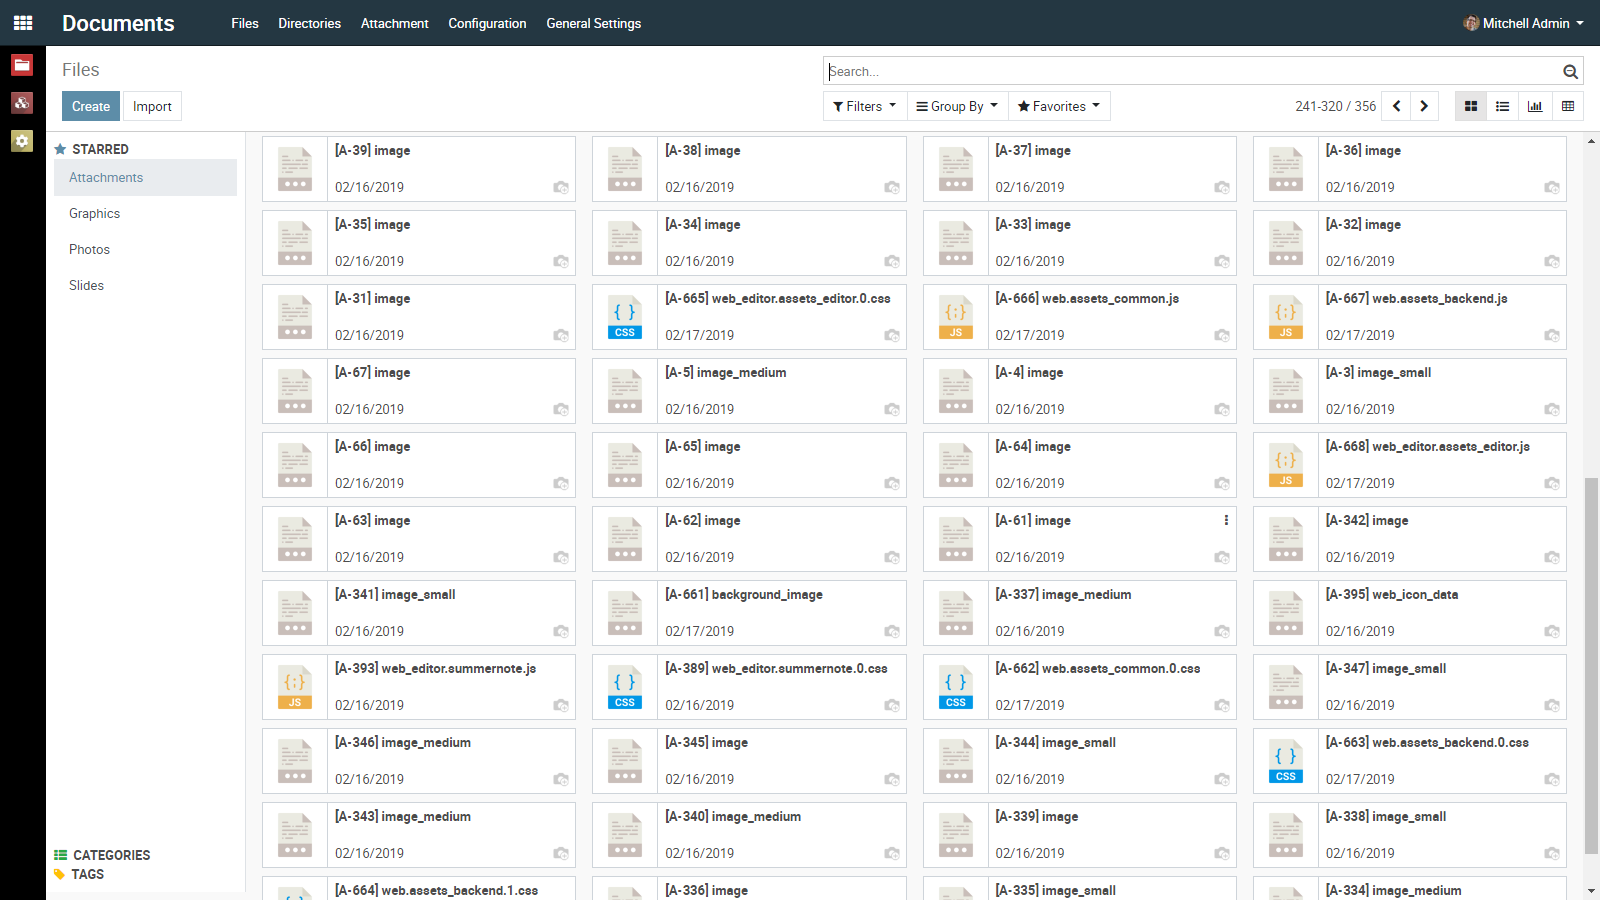 Documents Files Directories Attachment Configuration General Settings Mitchell Admin
Files
Search...
Create Import Filters Group By Favorites 241-320 / 356
STARRED
Attachments
Graphics
Photos
Slides
CATEGORIES
TAGS
[A-39] image [A-38] image [A-37] image [A-36] image
02/16/2019 02/16/2019 02/16/2019 02/16/2019
[A-35] image [A-34] image [A-33] image [A-32] image
02/16/2019 02/16/2019 02/16/2019 02/16/2019
[A-31] image [A-665] web_editor.assets_editor.0.css [A-666] web.assets_common.js [A-667] web.assets_backend.js
CSS JS JS
02/16/2019 02/17/2019 02/17/2019 02/17/2019
[A-67] image [A-5] image_medium [A-4] image [A-3] image_small
02/16/2019 02/16/2019 02/16/2019 02/16/2019
[A-66] image [A-65] image [A-64] image [A-668] web_editor.assets_editor.js
JS
02/16/2019 02/16/2019 02/16/2019 02/17/2019
[A-63] image [A-62] image [A-61] image [A-342] image
02/16/2019 02/16/2019 02/16/2019 02/16/2019
[A-341] image_small [A-661] background_image [A-337] image_medium [A-395] web_icon_data
02/16/2019 02/17/2019 02/16/2019 02/16/2019
[A-393] web_editor.summernote.js [A-389] web_editor.summernote.0.css [A-662] web.assets_common.0.css [A-347] image_small
JS CSS CSS
02/16/2019 02/16/2019 02/17/2019 02/16/2019
[A-346] image_medium [A-345] image [A-344] image_small [A-663] web.assets_backend.0.css
CSS
02/16/2019 02/16/2019 02/16/2019 02/17/2019
[A-343] image_medium [A-340] image_medium [A-339] image [A-338] image_small
02/16/2019 02/16/2019 02/16/2019 02/16/2019
[A-664] web.assets_backend.1.css [A-336] image [A-335] image_small [A-334] image_medium